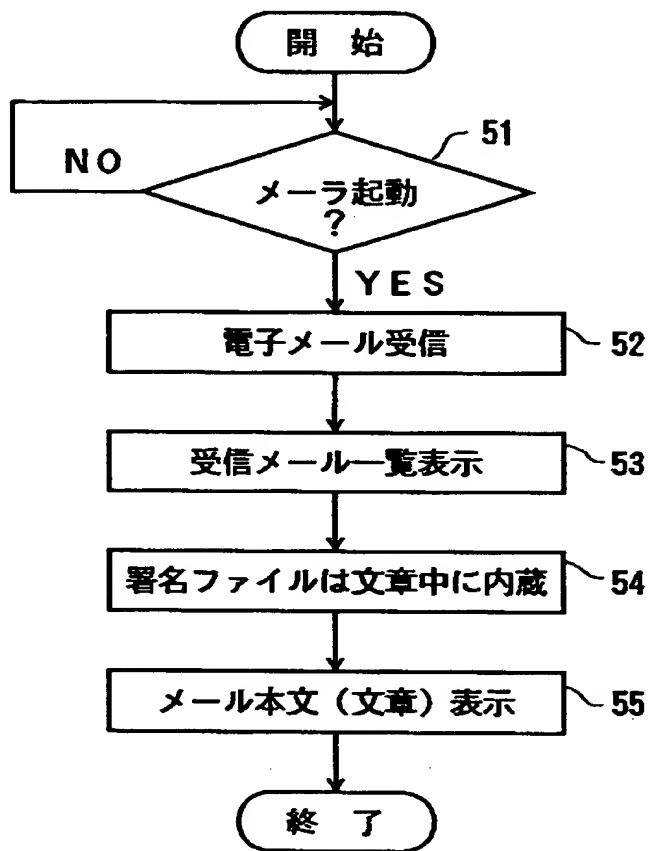 開 始
51
NO
メーラ起動
?
YES
電子メール受信
52
受信メール一覧表示
53
署名ファイルは文章中に内蔵
54
メール本文(文章)表示
55
終 了